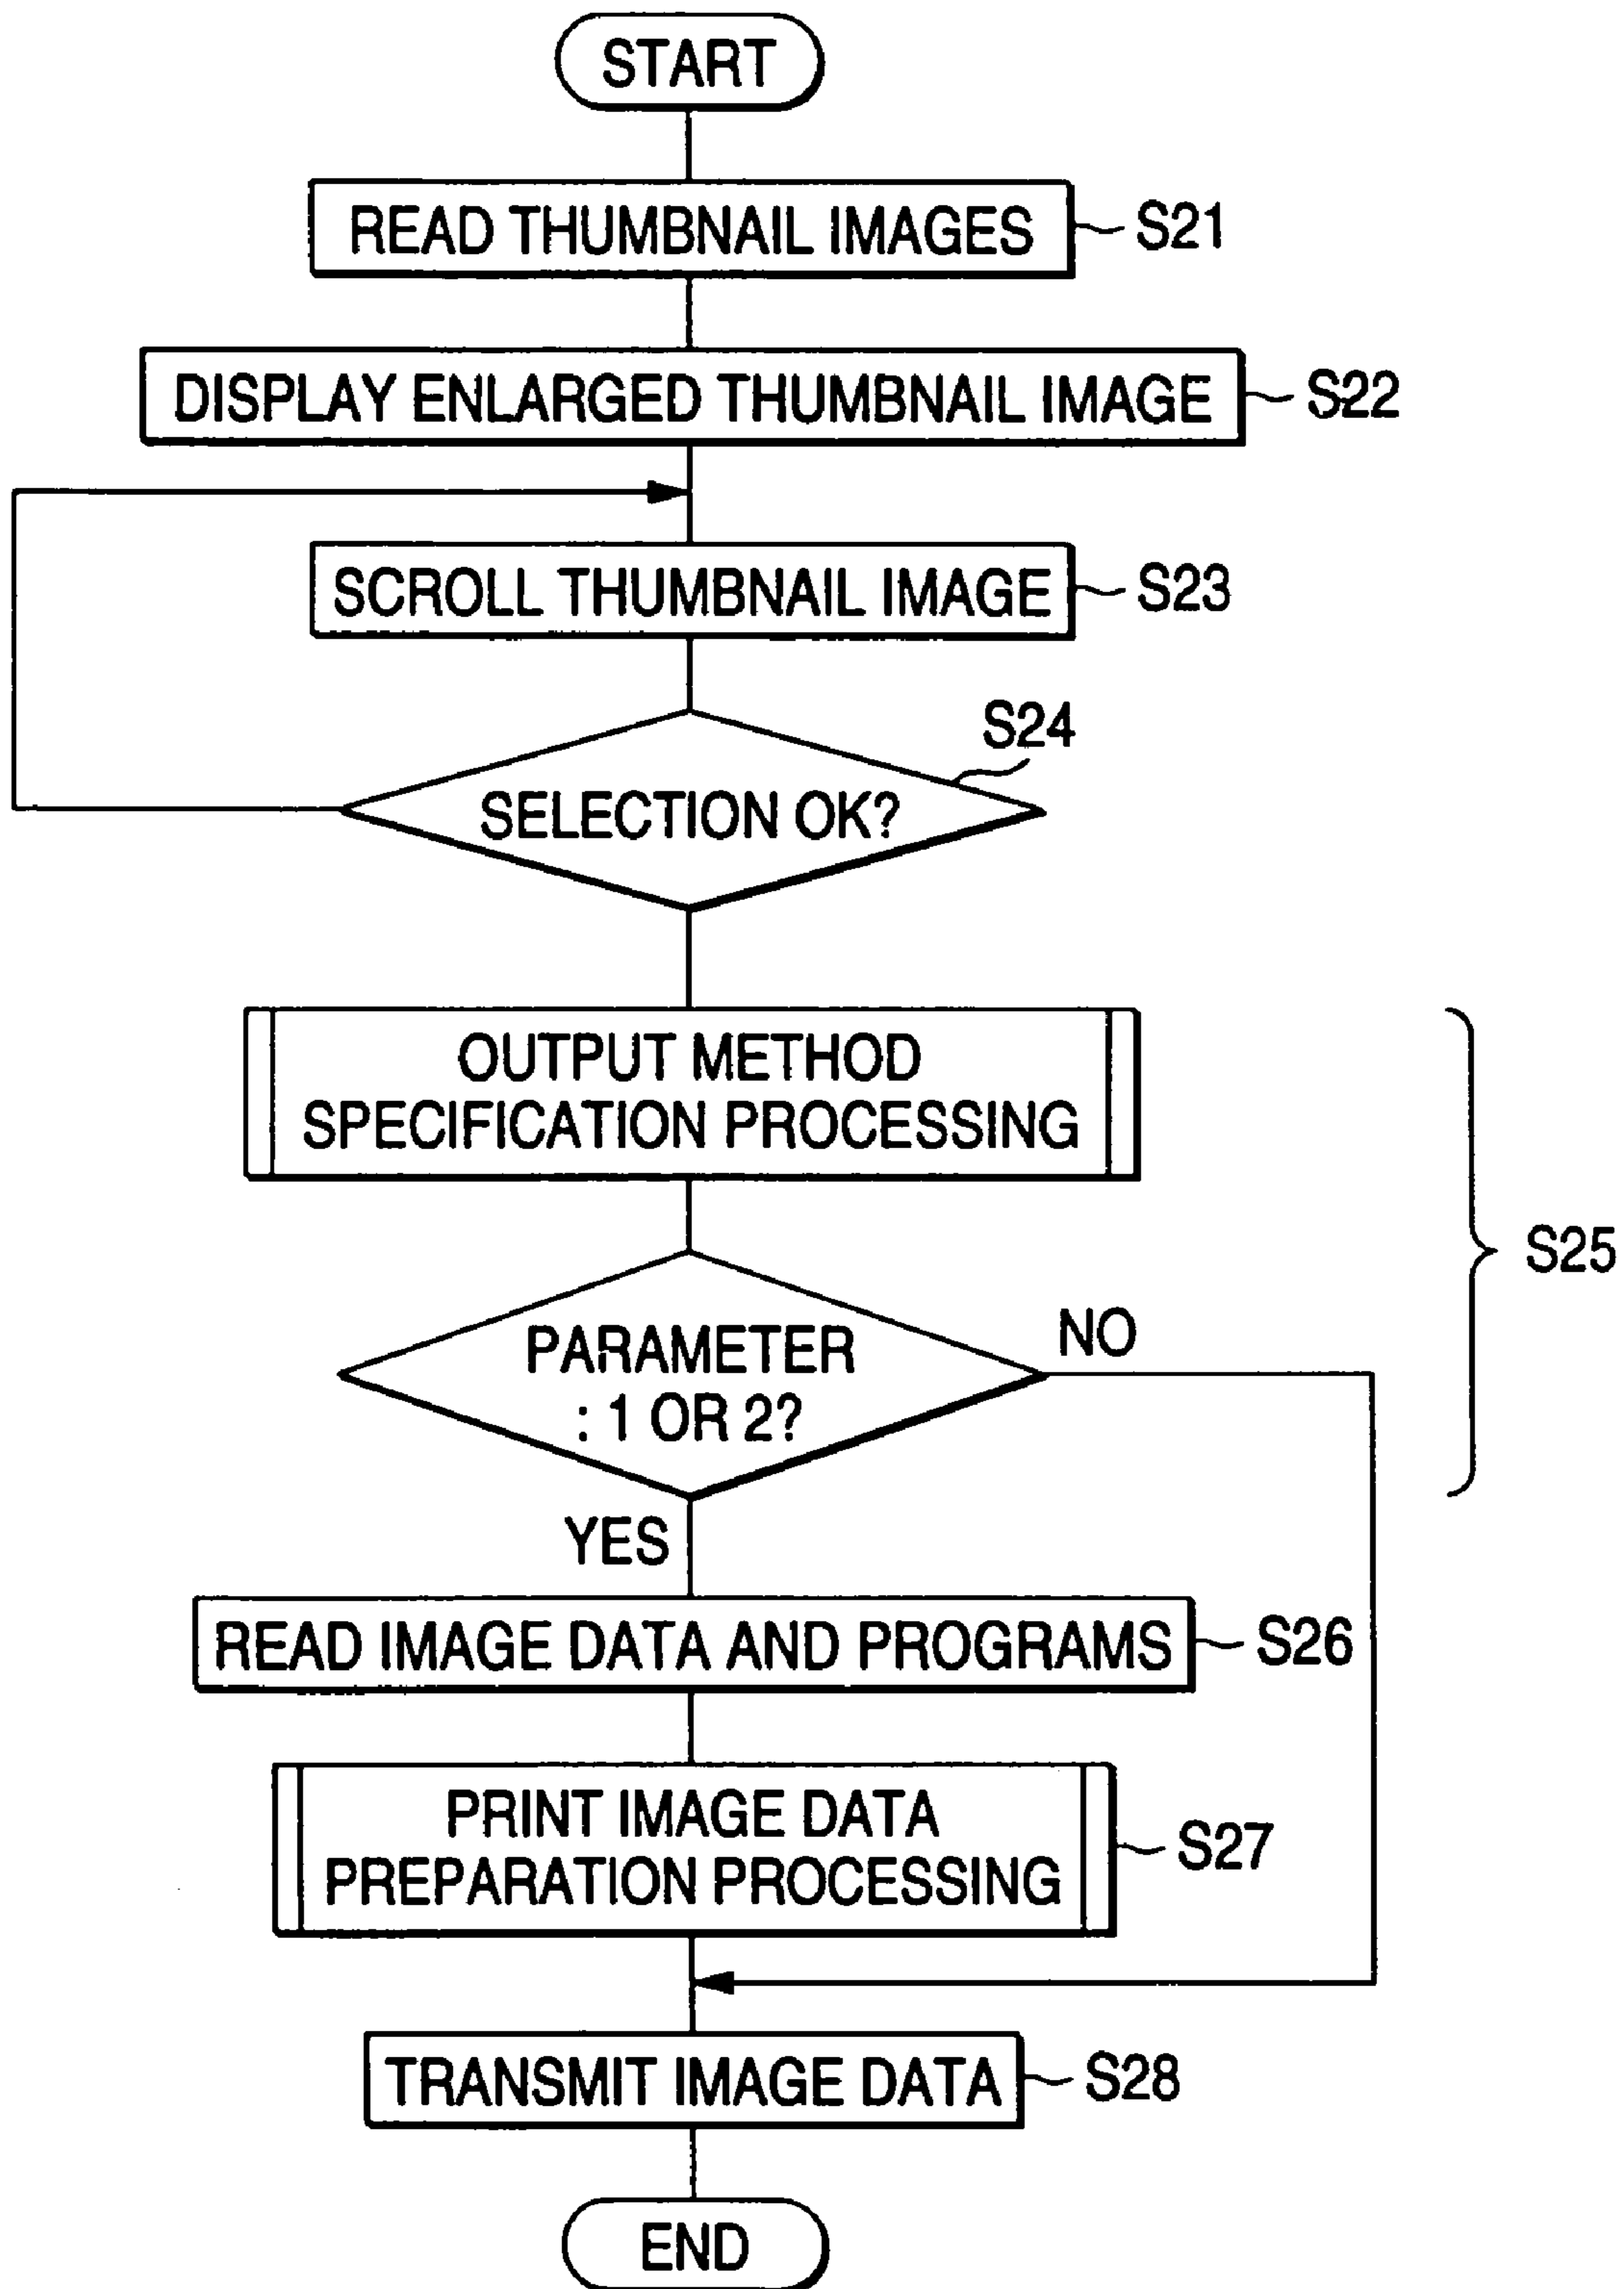 START
READ THUMBNAIL IMAGES
S21
DISPLAY ENLARGED THUMBNAIL IMAGE
S22
SCROLL THUMBNAIL IMAGE
S23
S24
SELECTION OK?
OUTPUT METHOD
SPECIFICATION PROCESSING
S25
PARAMETER
: 1 OR 2?
NO
YES
READ IMAGE DATA AND PROGRAMS
S26
PRINT IMAGE DATA
PREPARATION PROCESSING
S27
TRANSMIT IMAGE DATA
S28
END